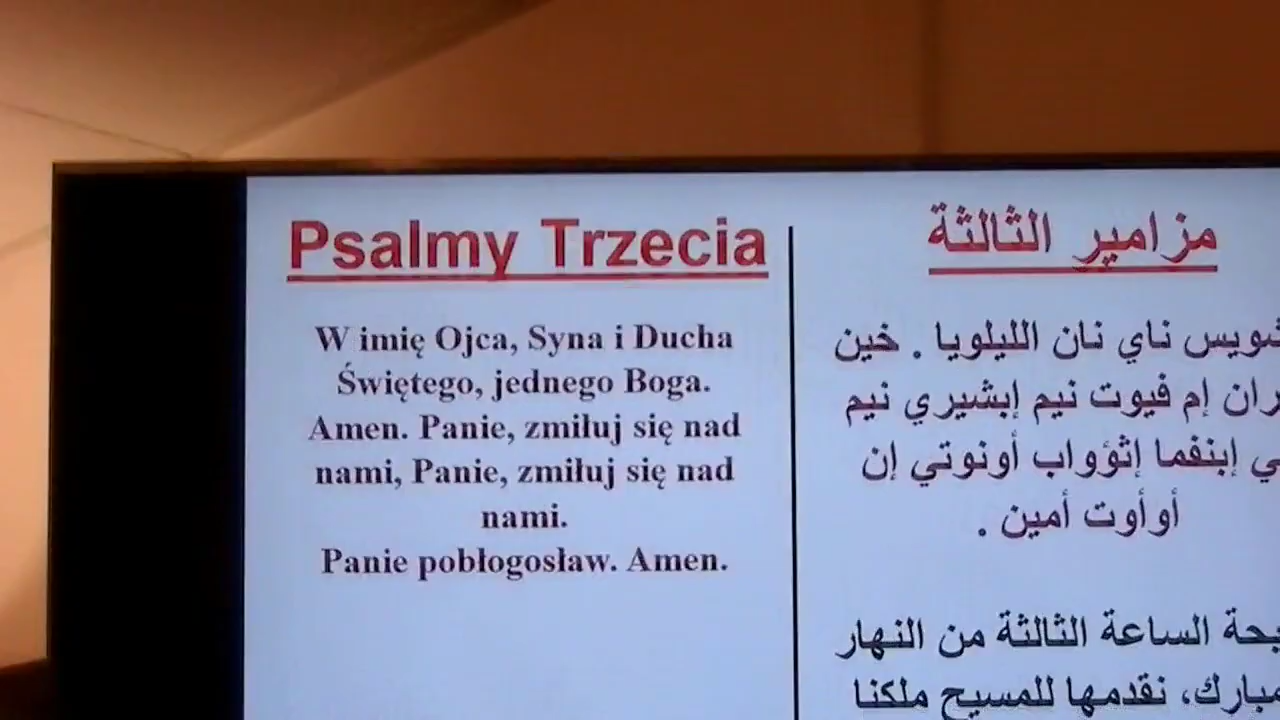 Psalmy Trzecia
W imię Ojca, Syna i Ducha
Świętego, jednego Boga.
Amen. Panie, zmiłuj się nad
nami, Panie, zmiłuj się nad
nami.
Panie pobłogosław. Amen.
مزامير الثالثة
ناي نان الليلويا . خين
إم فيوت نيم إبشيري نيم
إبنفما إثؤواب أونوتي إن
أوأوت أمين .
الساعة الثالثة من النهار
نقدمها للمسيح ملكنا